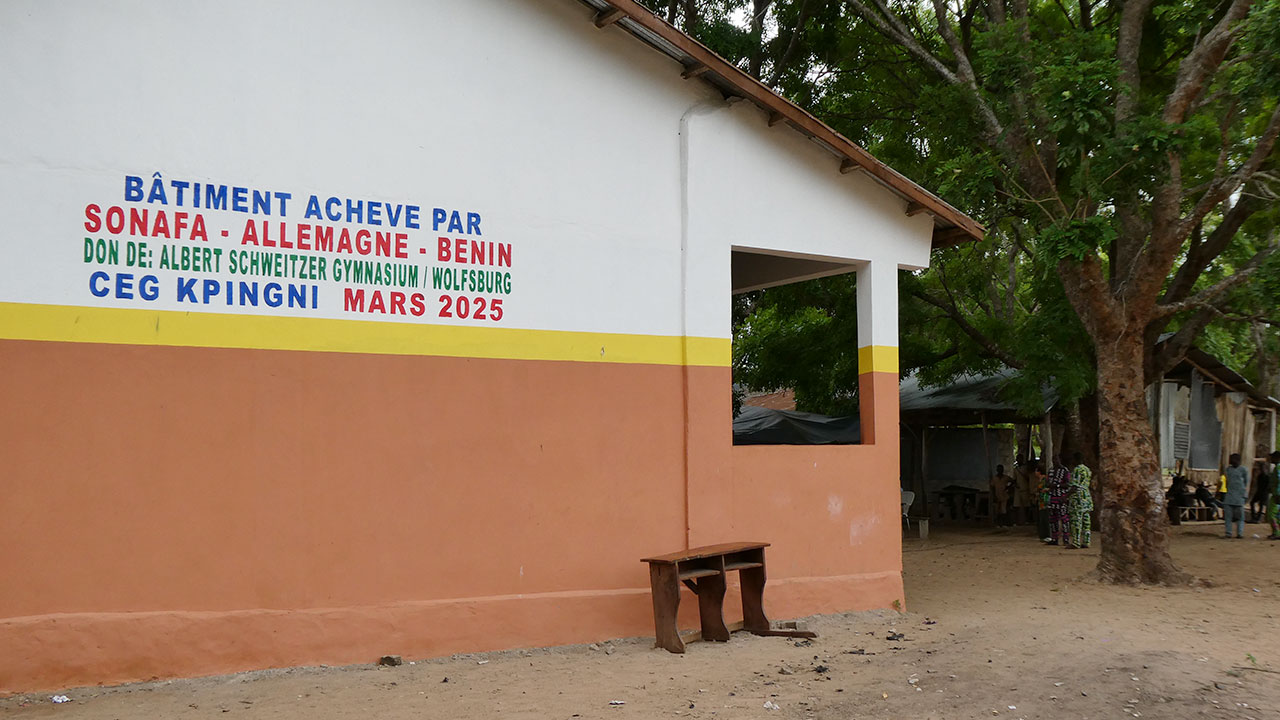 BÂTIMENT ACHEVE PAR
SONAFA - ALLEMAGNE - BENIN
DON DE: ALBERT SCHWEITZER GYMNASIUM / WOLFSBURG
CEG KPINGNI MARS 2025